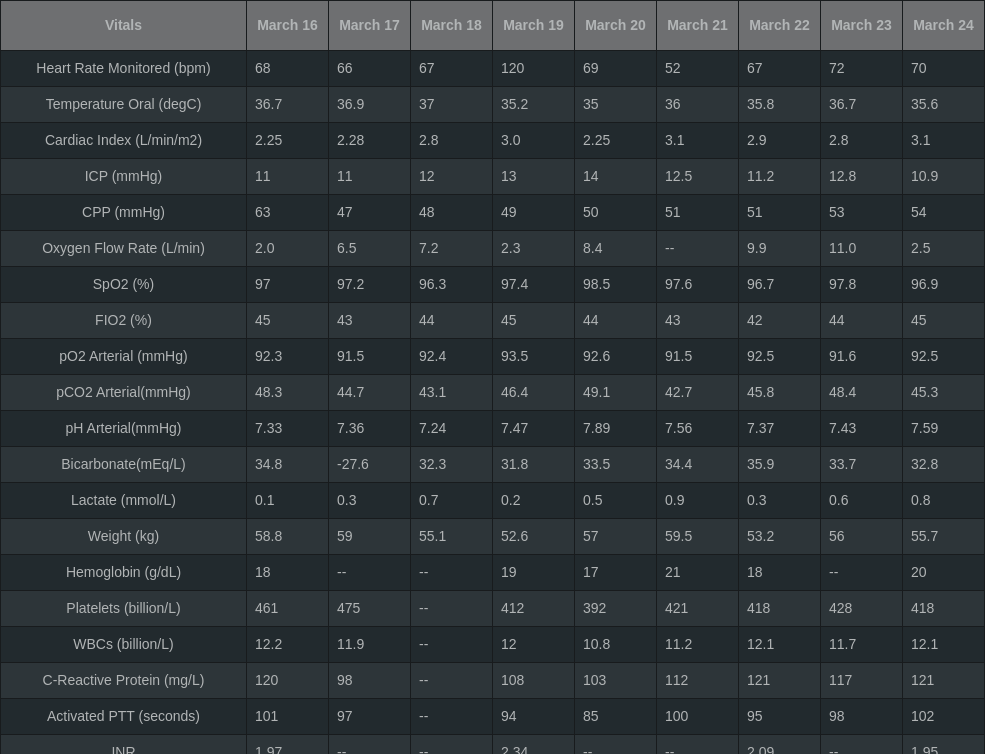 Vitals March 16 March 17 March 18 March 19 March 20 March 21 March 22 March 23 March 24
Heart Rate Monitored (bpm) 68 66 67 120 69 52 67 72 70
Temperature Oral (degC) 36.7 36.9 37 35.2 35 36 35.8 36.7 35.6
Cardiac Index (L/min/m2) 2.25 2.28 2.8 3.0 2.25 3.1 2.9 2.8 3.1
ICP (mmHg) 11 11 12 13 14 12.5 11.2 12.8 10.9
CPP (mmHg) 63 47 48 49 50 51 51 53 54
Oxygen Flow Rate (L/min) 2.0 6.5 7.2 2.3 8.4 -- 9.9 11.0 2.5
SpO2 (%) 97 97.2 96.3 97.4 98.5 97.6 96.7 97.8 96.9
FIO2 (%) 45 43 44 45 44 43 42 44 45
pO2 Arterial (mmHg) 92.3 91.5 92.4 93.5 92.6 91.5 92.5 91.6 92.5
pCO2 Arterial(mmHg) 48.3 44.7 43.1 46.4 49.1 42.7 45.8 48.4 45.3
pH Arterial(mmHg) 7.33 7.36 7.24 7.47 7.89 7.56 7.37 7.43 7.59
Bicarbonate(mEq/L) 34.8 -27.6 32.3 31.8 33.5 34.4 35.9 33.7 32.8
Lactate (mmol/L) 0.1 0.3 0.7 0.2 0.5 0.9 0.3 0.6 0.8
Weight (kg) 58.8 59 55.1 52.6 57 59.5 53.2 56 55.7
Hemoglobin (g/dL) 18 -- -- 19 17 21 18 -- 20
Platelets (billion/L) 461 475 -- 412 392 421 418 428 418
WBCs (billion/L) 12.2 11.9 -- 12 10.8 11.2 12.1 11.7 12.1
C-Reactive Protein (mg/L) 120 98 -- 108 103 112 121 117 121
Activated PTT (seconds) 101 97 -- 94 85 100 95 98 102
INR 1.97 -- -- 2.34 -- -- 2.09 -- 1.95